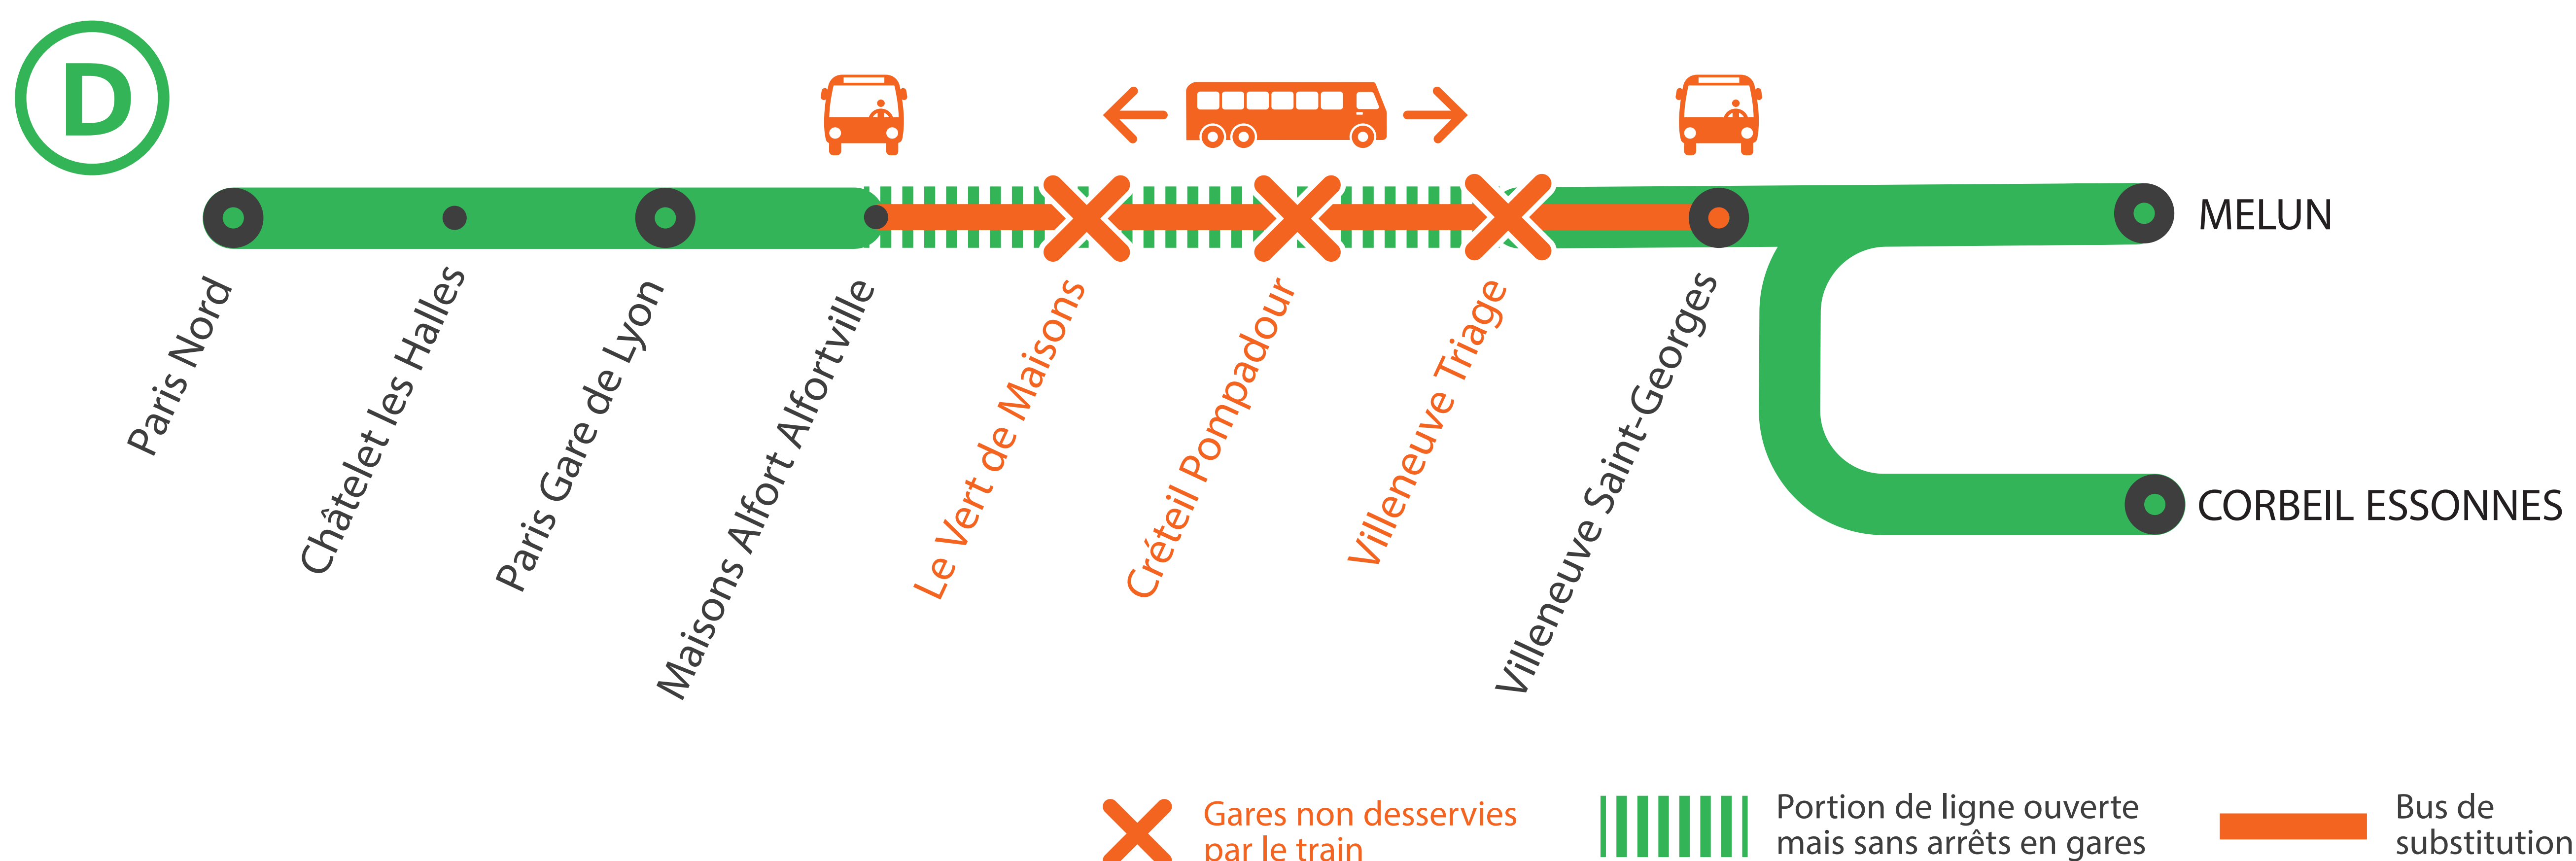 D
Paris Nord
Châtelet les Halles
Paris Gare de Lyon
Maisons Alfort Alfortville
Le Vert de Maisons
Créteil Pompadour
Villeneuve Triage
Villeneuve Saint-Georges
MELUN
CORBEIL ESSONNES
Gares non desservies
par le train
Portion de ligne ouverte
mais sans arrêts en gares
Bus de
substitution